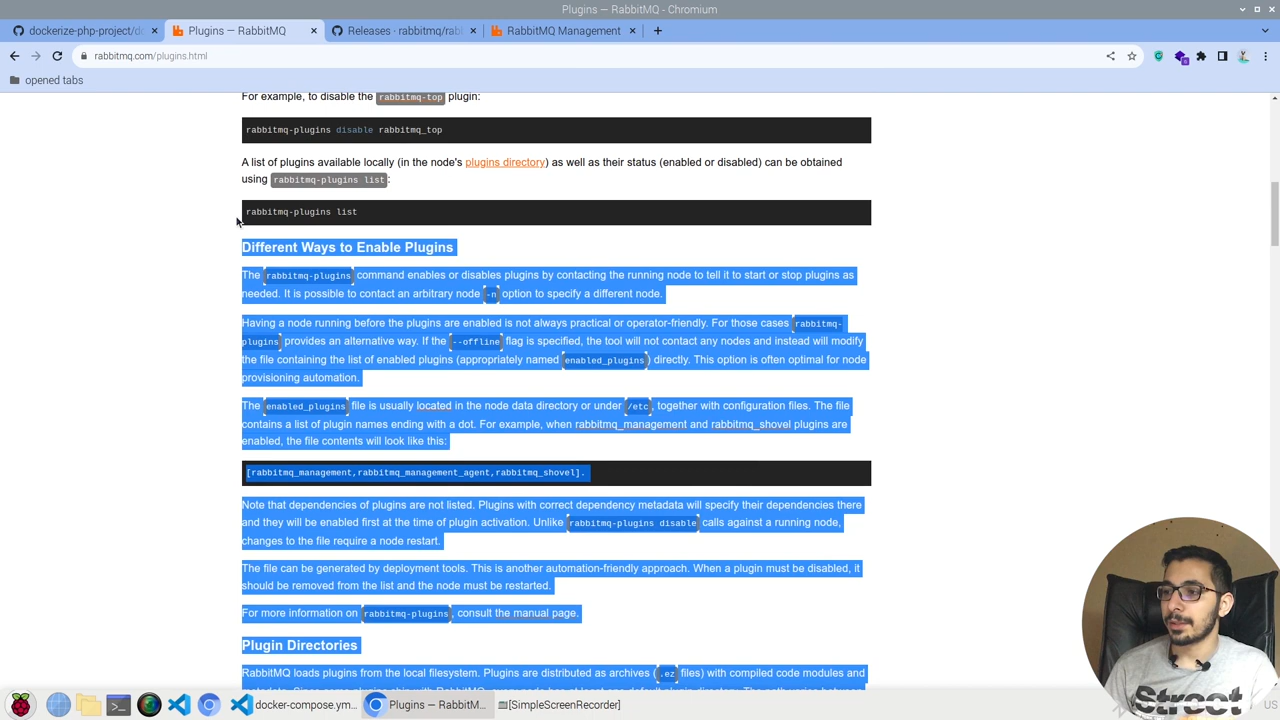 Plugins — RabbitMQ - Chromium
dockerize-php-project/d
Plugins — RabbitMQ
Releases · rabbitmq/rab
RabbitMQ Management
rabbitmq.com/plugins.html
opened tabs
For example, to disable the rabbitmq-top plugin:
rabbitmq-plugins disable rabbitmq_top
A list of plugins available locally (in the node's plugins directory) as well as their status (enabled or disabled) can be obtained
using rabbitmq-plugins list:
rabbitmq-plugins list
Different Ways to Enable Plugins
The rabbitmq-plugins command enables or disables plugins by contacting the running node to tell it to start or stop plugins as
needed. It is possible to contact an arbitrary node -n option to specify a different node.
Having a node running before the plugins are enabled is not always practical or operator-friendly. For those cases rabbitmq-
plugins provides an alternative way. If the --offline flag is specified, the tool will not contact any nodes and instead will modify
the file containing the list of enabled plugins (appropriately named enabled_plugins) directly. This option is often optimal for node
provisioning automation.
The enabled_plugins file is usually located in the node data directory or under /etc, together with configuration files. The file
contains a list of plugin names ending with a dot. For example, when rabbitmq_management and rabbitmq_shovel plugins are
enabled, the file contents will look like this:
[rabbitmq_management,rabbitmq_management_agent,rabbitmq_shovel].
Note that dependencies of plugins are not listed. Plugins with correct dependency metadata will specify their dependencies there
and they will be enabled first at the time of plugin activation. Unlike rabbitmq-plugins disable calls against a running node,
changes to the file require a node restart.
The file can be generated by deployment tools. This is another automation-friendly approach. When a plugin must be disabled, it
should be removed from the list and the node must be restarted.
For more information on rabbitmq-plugins, consult the manual page.
Plugin Directories
RabbitMQ loads plugins from the local filesystem. Plugins are distributed as archives (.ez files) with compiled code modules and
docker-compose.ym...
Plugins — RabbitM...
[SimpleScreenRecorder]
Street
US